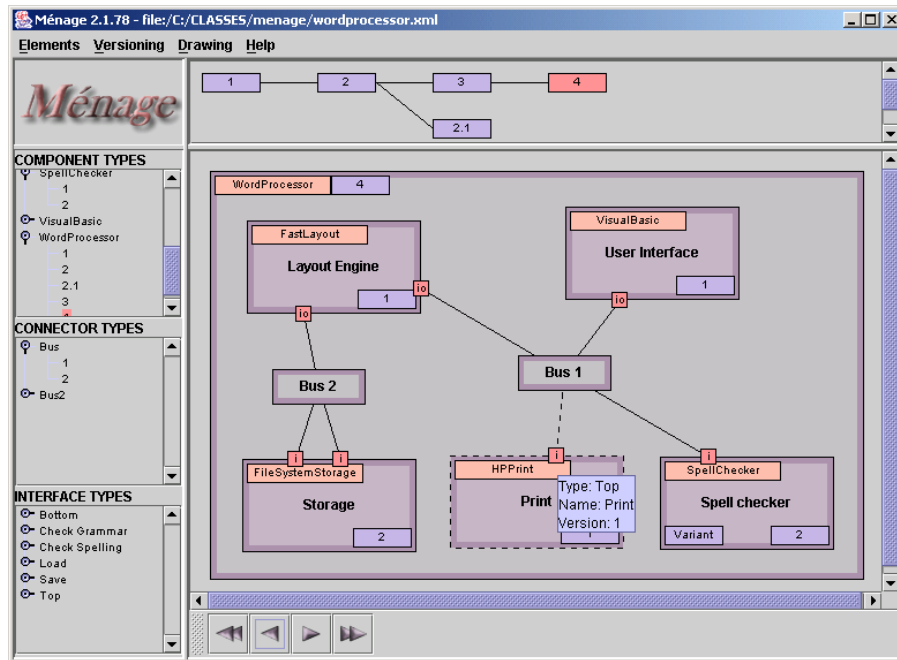 Ménage 2.1.78 - file:/C:/CLASSES/menage/wordprocessor.xml
Elements Versioning Drawing Help
Ménage
1 2 3 4
2.1
COMPONENT TYPES
SpellChecker
1
2
VisualBasic
WordProcessor
1
2
2.1
3
CONNECTOR TYPES
Bus
1
2
Bus2
INTERFACE TYPES
Bottom
Check Grammar
Check Spelling
Load
Save
Top
WordProcessor 4
FastLayout
Layout Engine
1
io
io
VisualBasic
User Interface
1
io
Bus 2
Bus 1
i i
FileSystemStorage
Storage
2
i
HPPrint
Print
Type: Top
Name: Print
Version: 1
i
SpellChecker
Spell checker
Variant 2